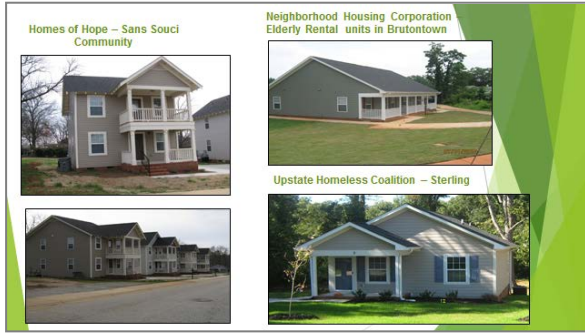 Homes of Hope – Sans Souci
Community
Neighborhood Housing Corporation –
Elderly Rental units in Brutontown
Upstate Homeless Coalition – Sterling